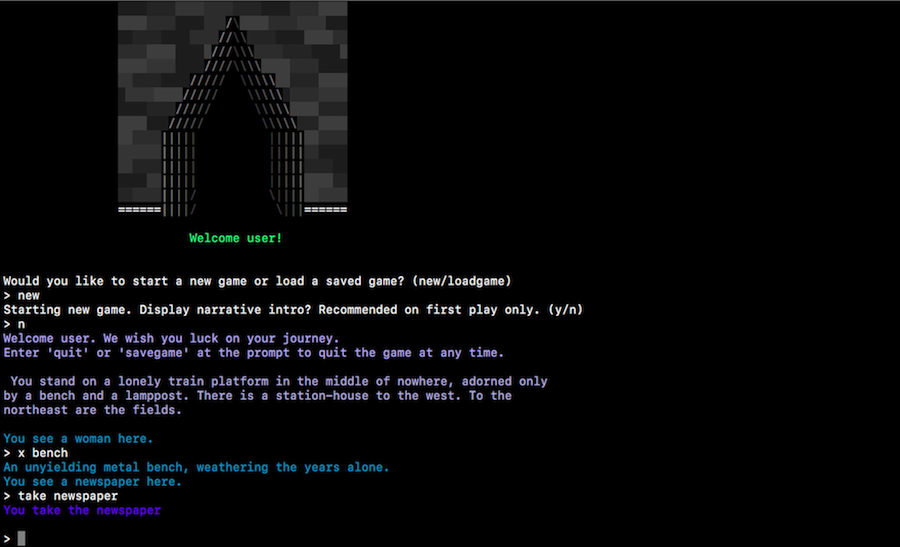 Welcome user!
Would you like to start a new game or load a saved game? (new/loadgame)
> new
Starting new game. Display narrative intro? Recommended on first play only. (y/n)
> n
Welcome user. We wish you luck on your journey.
Enter 'quit' or 'savegame' at the prompt to quit the game at any time.
You stand on a lonely train platform in the middle of nowhere, adorned only
by a bench and a lamppost. There is a station-house to the west. To the
northeast are the fields.
You see a woman here.
> x bench
An unyielding metal bench, weathering the years alone.
You see a newspaper here.
> take newspaper
You take the newspaper
>